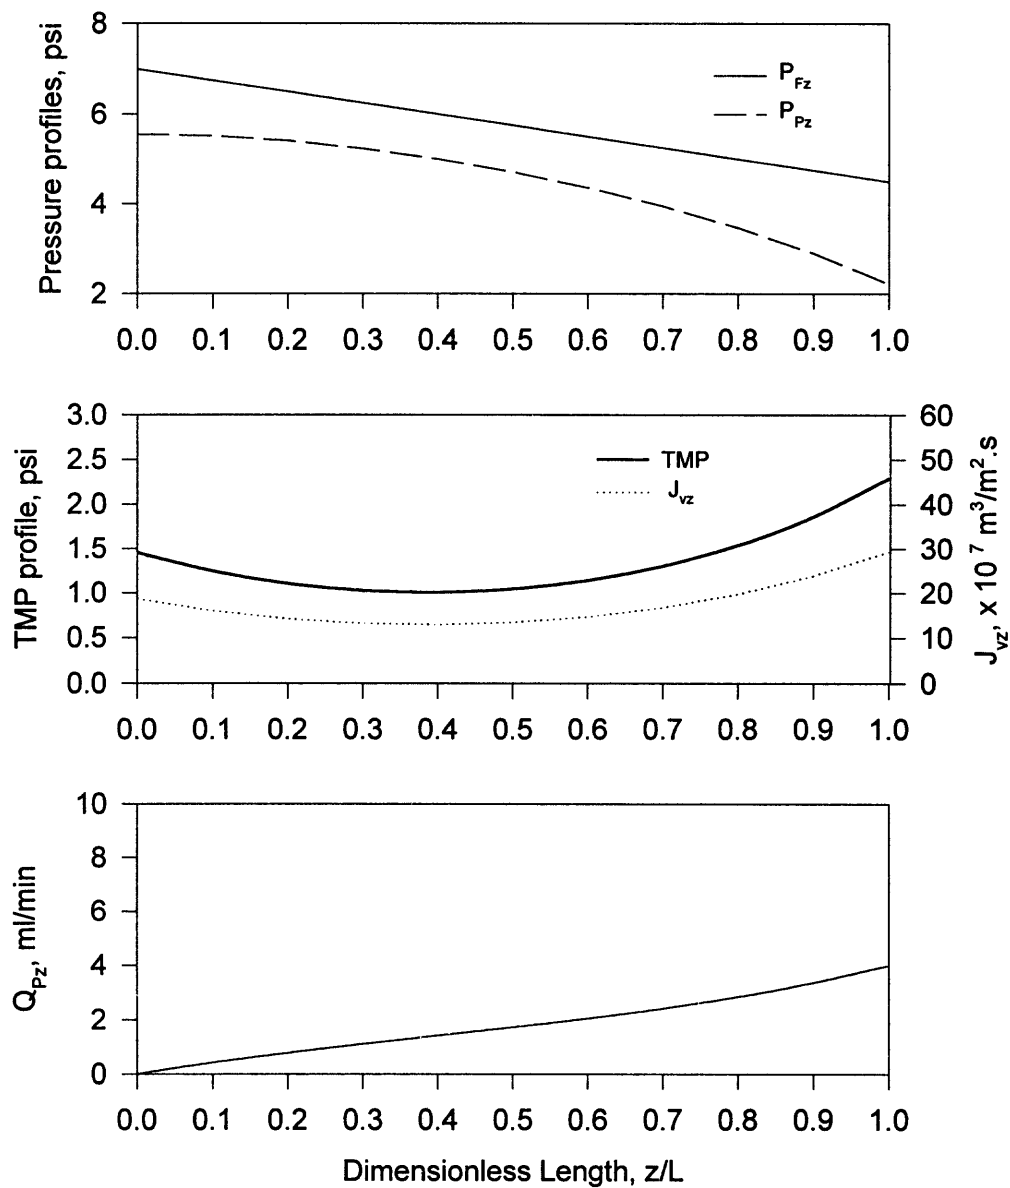 8
6
4
2
Pressure profiles, psi
P_Fz
P_Pz
0.0 0.1 0.2 0.3 0.4 0.5 0.6 0.7 0.8 0.9 1.0
3.0
2.5
2.0
1.5
1.0
0.5
0.0
TMP profile, psi
TMP
J_vz
60
50
40
30
20
10
0
J_vz, x 10^7 m^3/m^2.s
0.0 0.1 0.2 0.3 0.4 0.5 0.6 0.7 0.8 0.9 1.0
10
8
6
4
2
0
Q_Pz, ml/min
0.0 0.1 0.2 0.3 0.4 0.5 0.6 0.7 0.8 0.9 1.0
Dimensionless Length, z/L